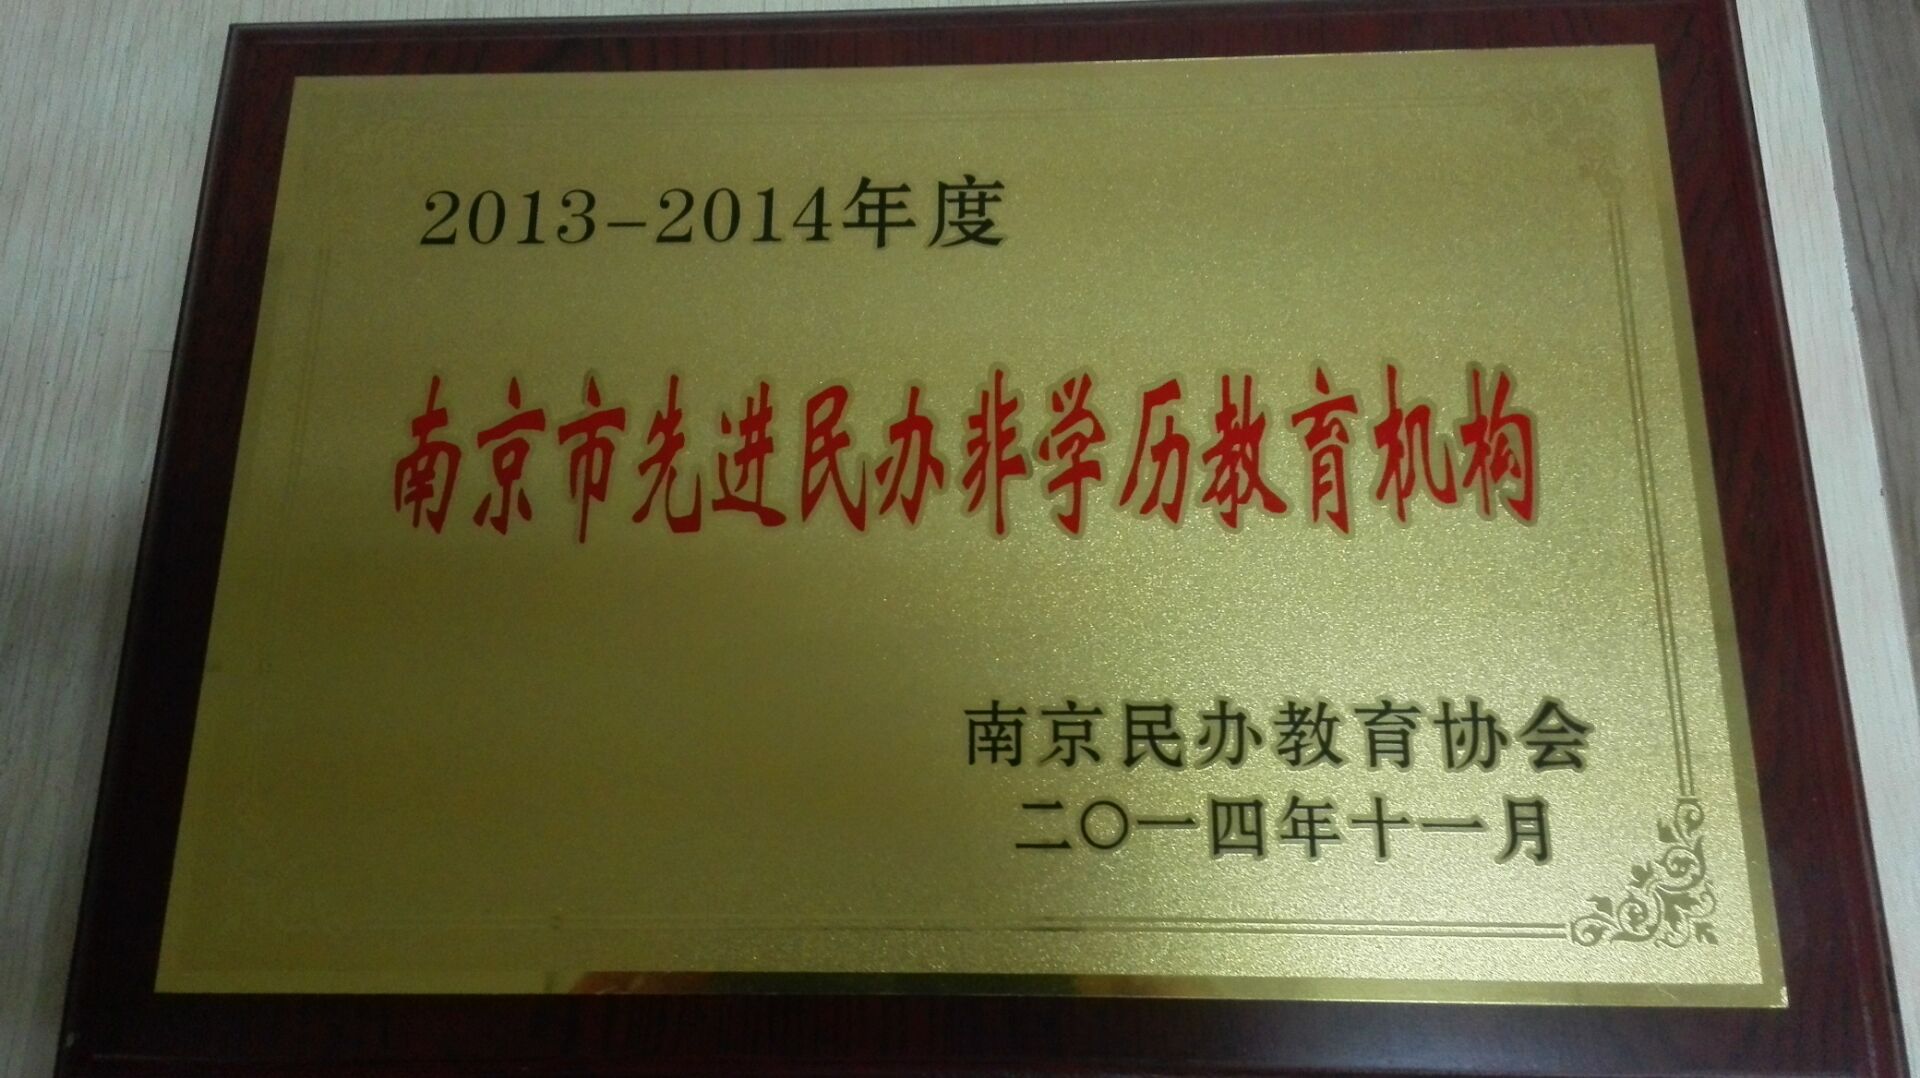 2013-2014年度
南京市先进民办非学历教育机构
南京民办教育协会
二〇一四年十一月